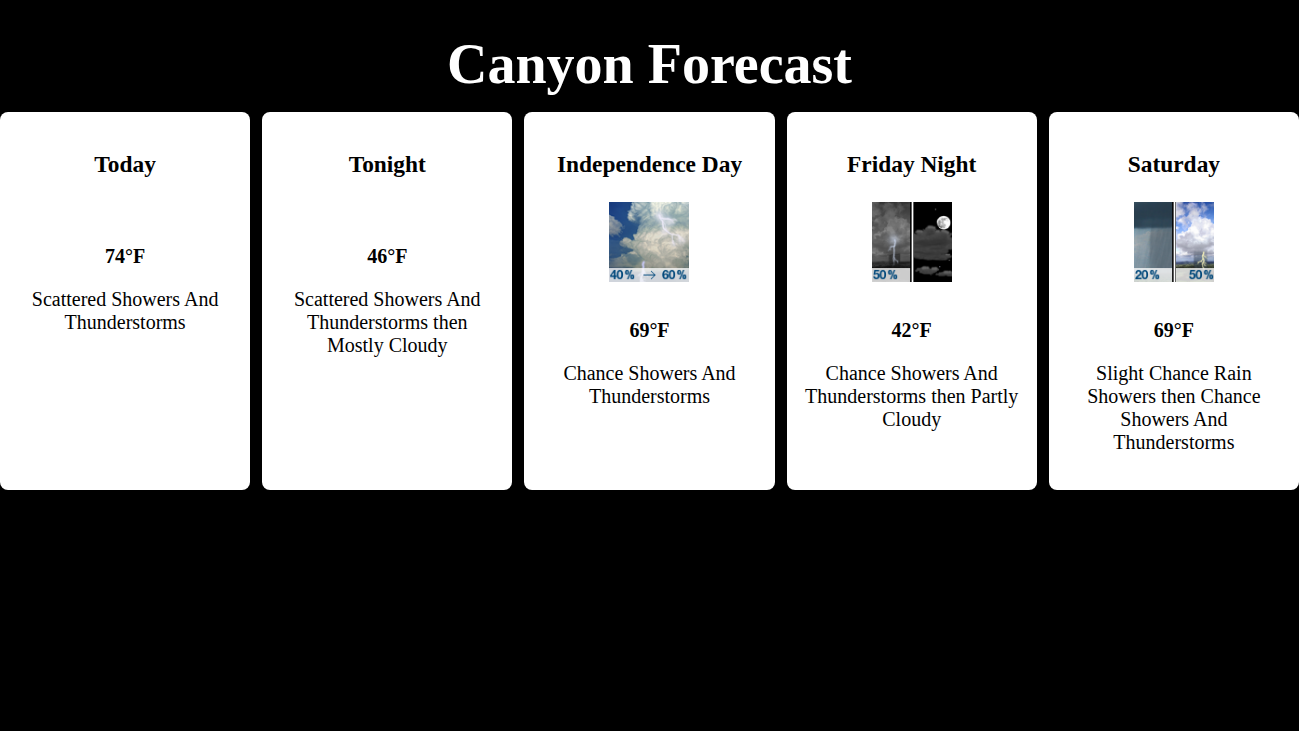 Canyon Forecast
Today
74°F
Scattered Showers And
Thunderstorms
Tonight
46°F
Scattered Showers And
Thunderstorms then
Mostly Cloudy
Independence Day
40% → 60%
69°F
Chance Showers And
Thunderstorms
Friday Night
50%
42°F
Chance Showers And
Thunderstorms then Partly
Cloudy
Saturday
20% 50%
69°F
Slight Chance Rain
Showers then Chance
Showers And
Thunderstorms